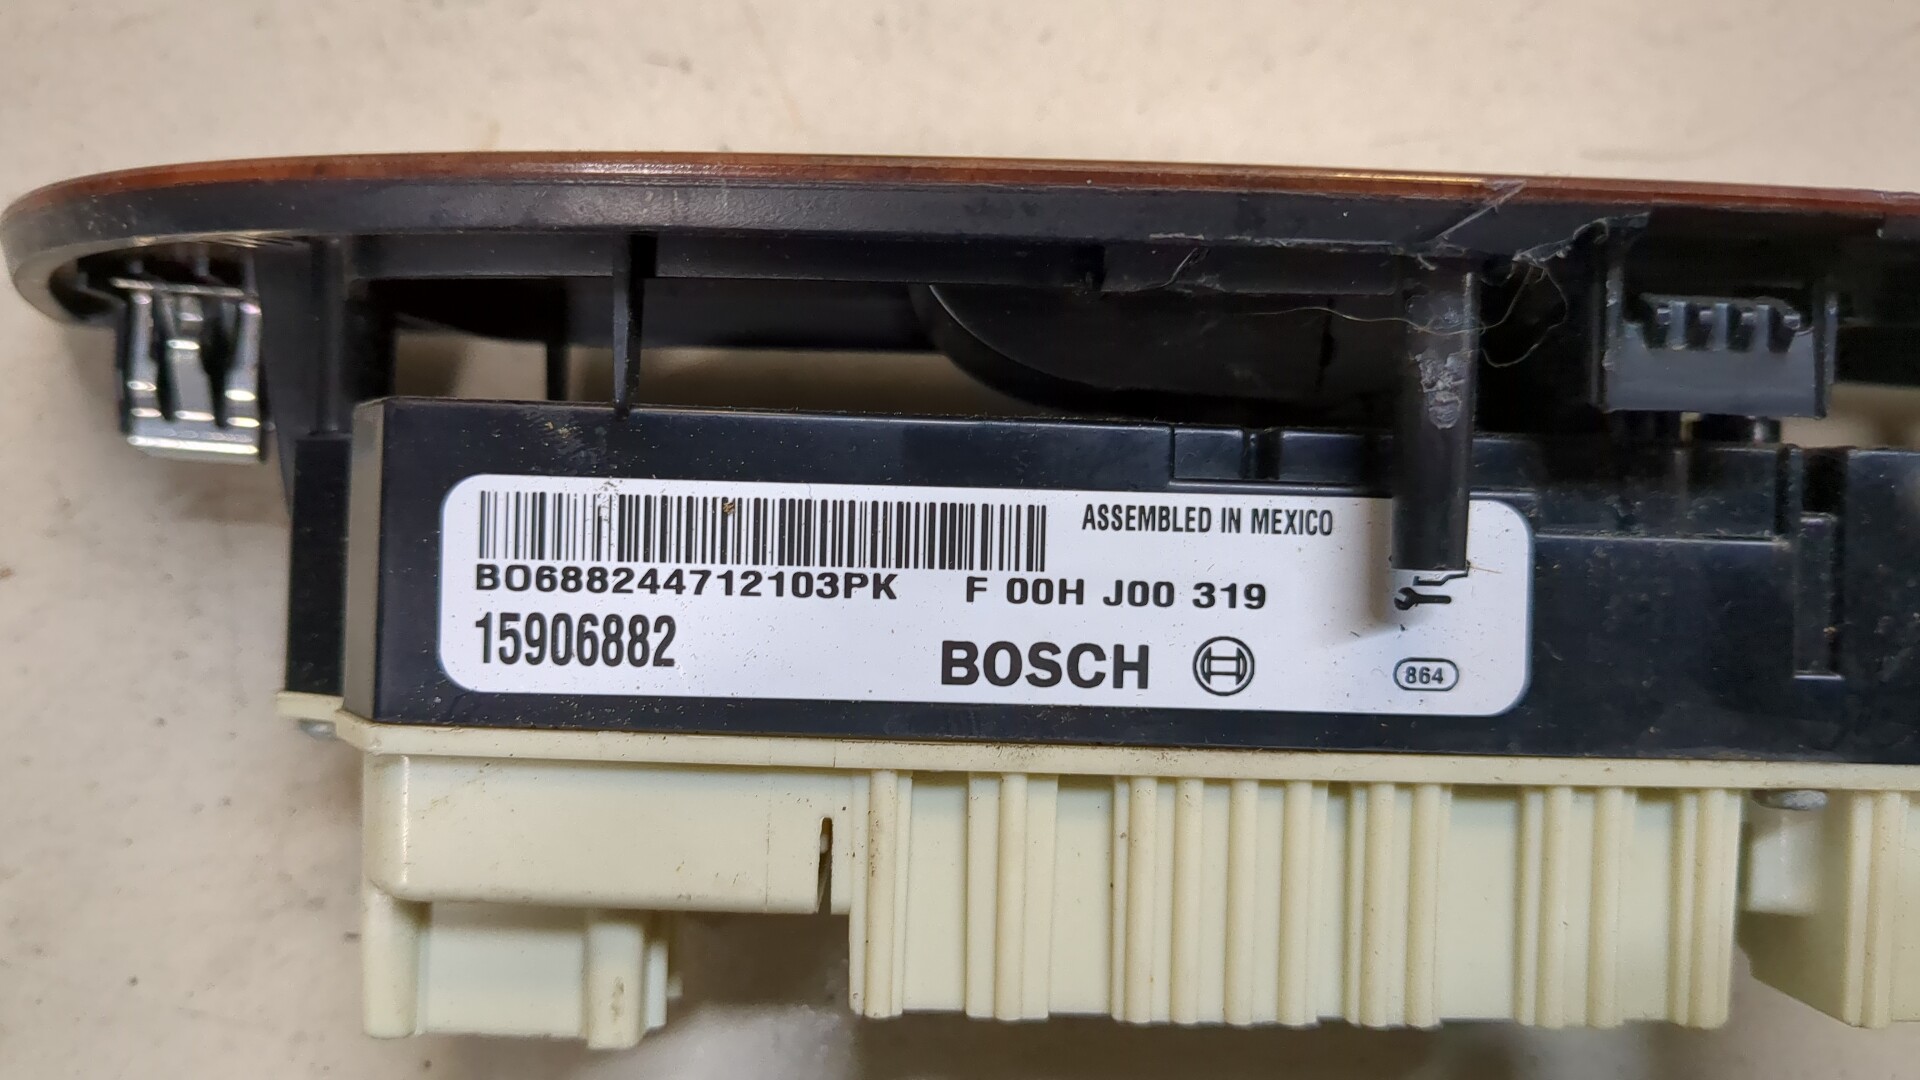 ASSEMBLED IN MEXICO
BO688244712103PK F 00H J00 319
15906882
BOSCH
864